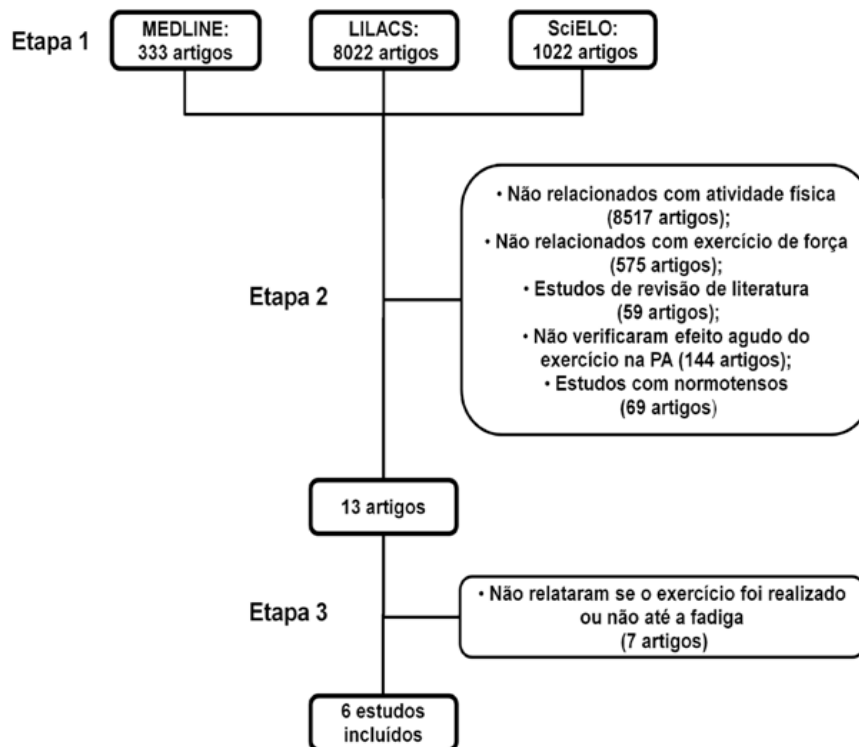 Etapa 1
MEDLINE:
333 artigos
LILACS:
8022 artigos
SciELO:
1022 artigos
Etapa 2
• Não relacionados com atividade física
(8517 artigos);
• Não relacionados com exercício de força
(575 artigos);
• Estudos de revisão de literatura
(59 artigos);
• Não verificaram efeito agudo do
exercício na PA (144 artigos);
• Estudos com normotensos
(69 artigos)
13 artigos
Etapa 3
• Não relataram se o exercício foi realizado
ou não até a fadiga
(7 artigos)
6 estudos
incluídos